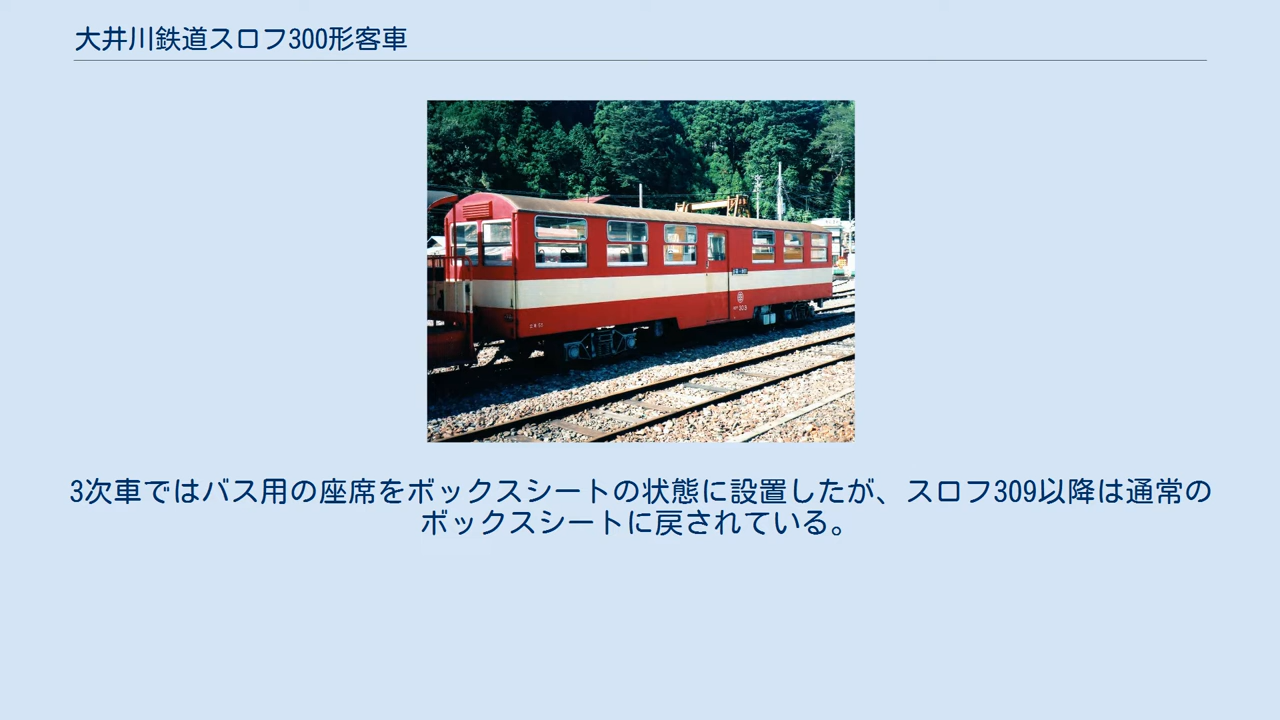 大井川鉄道スロフ300形客車
3次車ではバス用の座席をボックスシートの状態に設置したが、スロフ309以降は通常の
ボックスシートに戻されている。